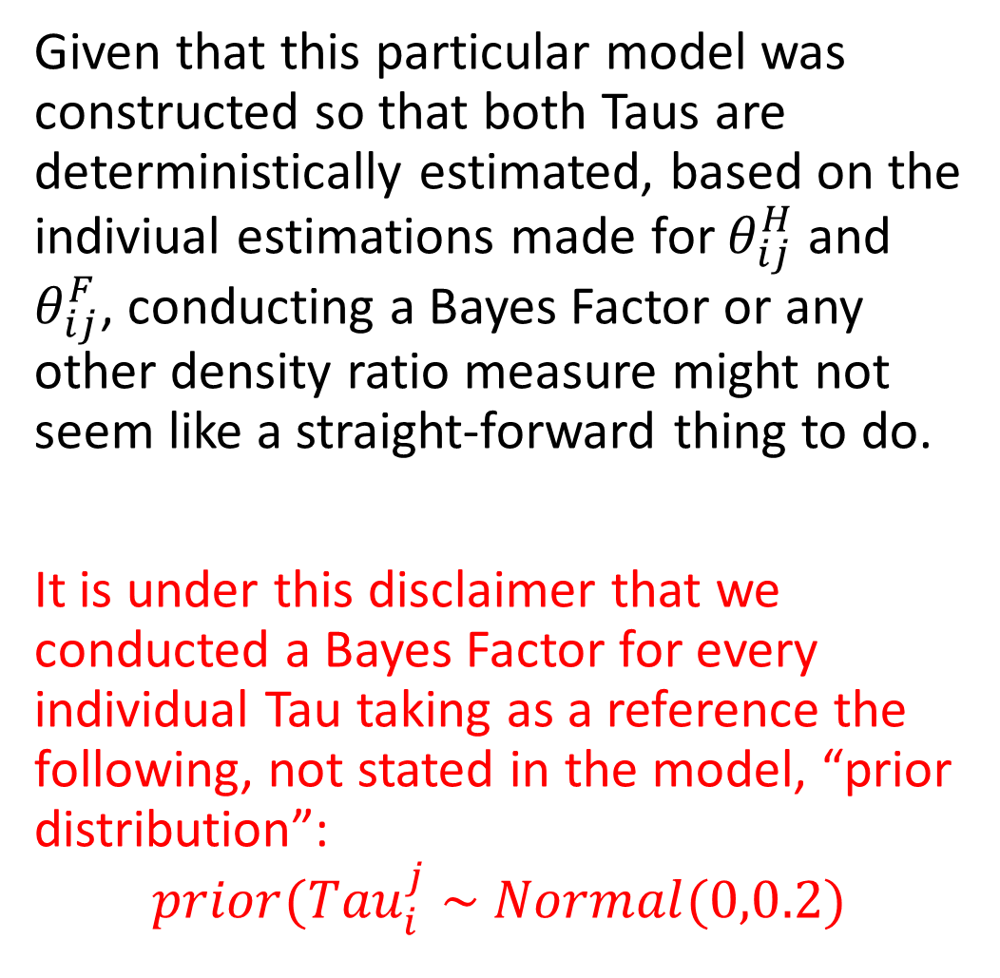 Given that this particular model was
constructed so that both Taus are
deterministically estimated, based on the
indiviual estimations made for θ_{ij}^{H} and
θ_{ij}^{F}, conducting a Bayes Factor or any
other density ratio measure might not
seem like a straight-forward thing to do.
It is under this disclaimer that we
conducted a Bayes Factor for every
individual Tau taking as a reference the
following, not stated in the model, “prior
distribution”:
prior(Tau_{i}^{j} ~ Normal(0,0.2)